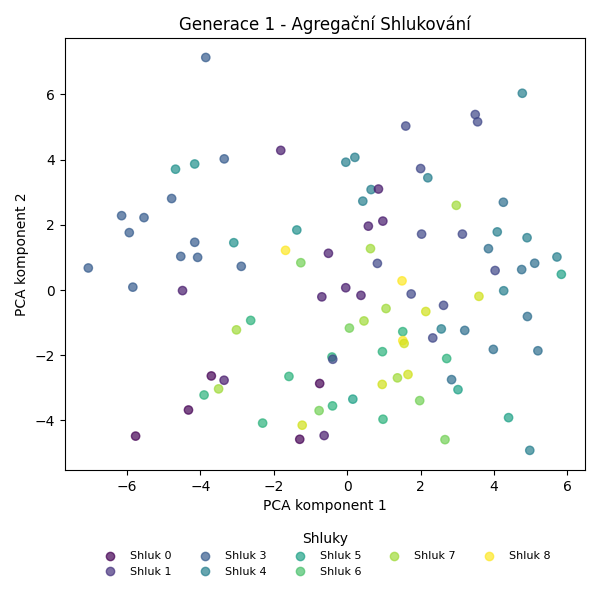 Generace 1 - Agregační Shlukování
PCA komponent 2
6
4
2
0
−2
−4
−6 −4 −2 0 2 4 6
PCA komponent 1
Shluky
Shluk 0 Shluk 3 Shluk 5 Shluk 7 Shluk 8
Shluk 1 Shluk 4 Shluk 6